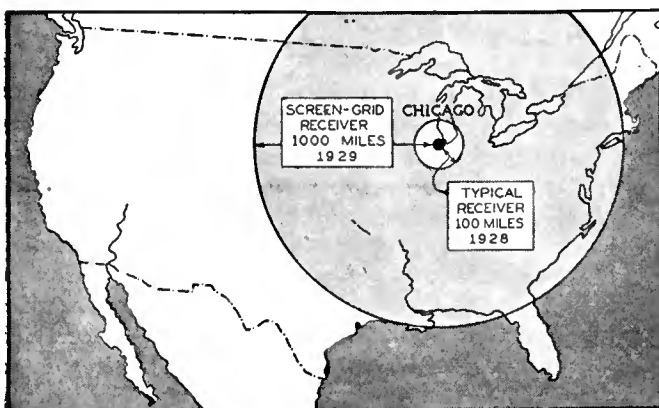 SCREEN-GRID
RECEIVER
1000 MILES
1929
CHICAGO
TYPICAL
RECEIVER
100 MILES
1928